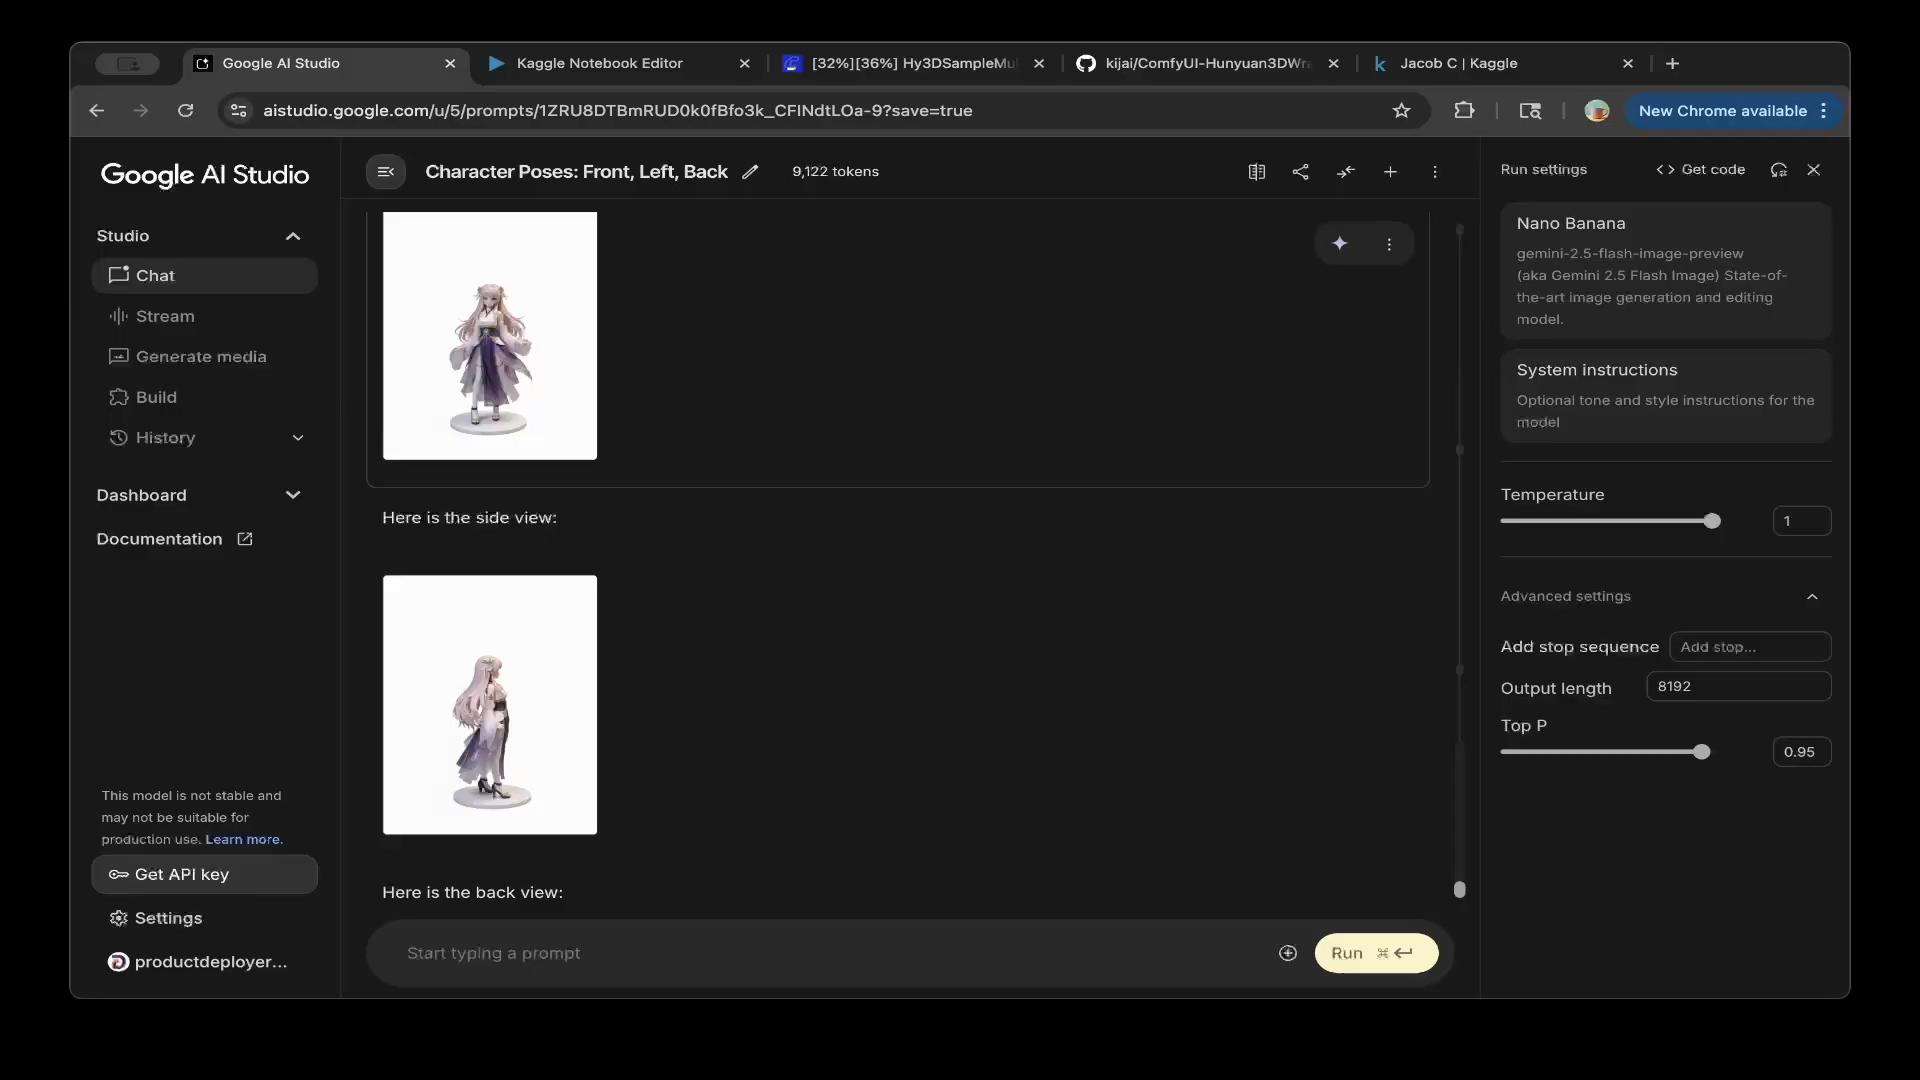 Google AI Studio
Kaggle Notebook Editor
[32%][36%] Hy3DSampleMul
kijai/ComfyUI-Hunyuan3DWra
Jacob C | Kaggle
aistudio.google.com/u/5/prompts/1ZRU8DTBmRUD0k0fBfo3k_CFINdtLOa-9?save=true
New Chrome available
Google AI Studio
Studio
Chat
Stream
Generate media
Build
History
Dashboard
Documentation
This model is not stable and
may not be suitable for
production use. Learn more.
Get API key
Settings
productdeployer...
Character Poses: Front, Left, Back
9,122 tokens
Here is the side view:
Here is the back view:
Start typing a prompt
Run ⌘
Run settings
<> Get code
Nano Banana
gemini-2.5-flash-image-preview
(aka Gemini 2.5 Flash Image) State-of-
the-art image generation and editing
model.
System instructions
Optional tone and style instructions for the
model
Temperature
1
Advanced settings
Add stop sequence
Add stop...
Output length
8192
Top P
0.95